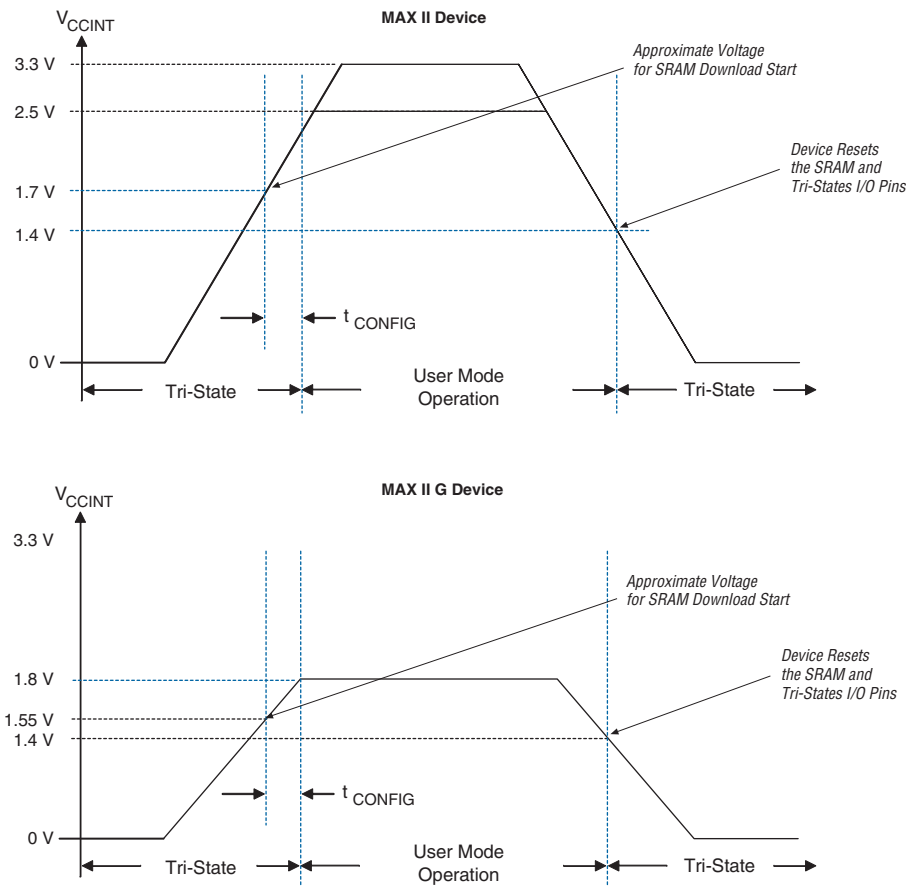 MAX II Device
V CCINT
3.3 V
Approximate Voltage
for SRAM Download Start
2.5 V
Device Resets
the SRAM and
Tri-States I/O Pins
1.7 V
1.4 V
t CONFIG
0 V
Tri-State
User Mode
Operation
Tri-State
MAX II G Device
V CCINT
3.3 V
Approximate Voltage
for SRAM Download Start
Device Resets
the SRAM and
Tri-States I/O Pins
1.8 V
1.55 V
1.4 V
t CONFIG
0 V
Tri-State
User Mode
Operation
Tri-State